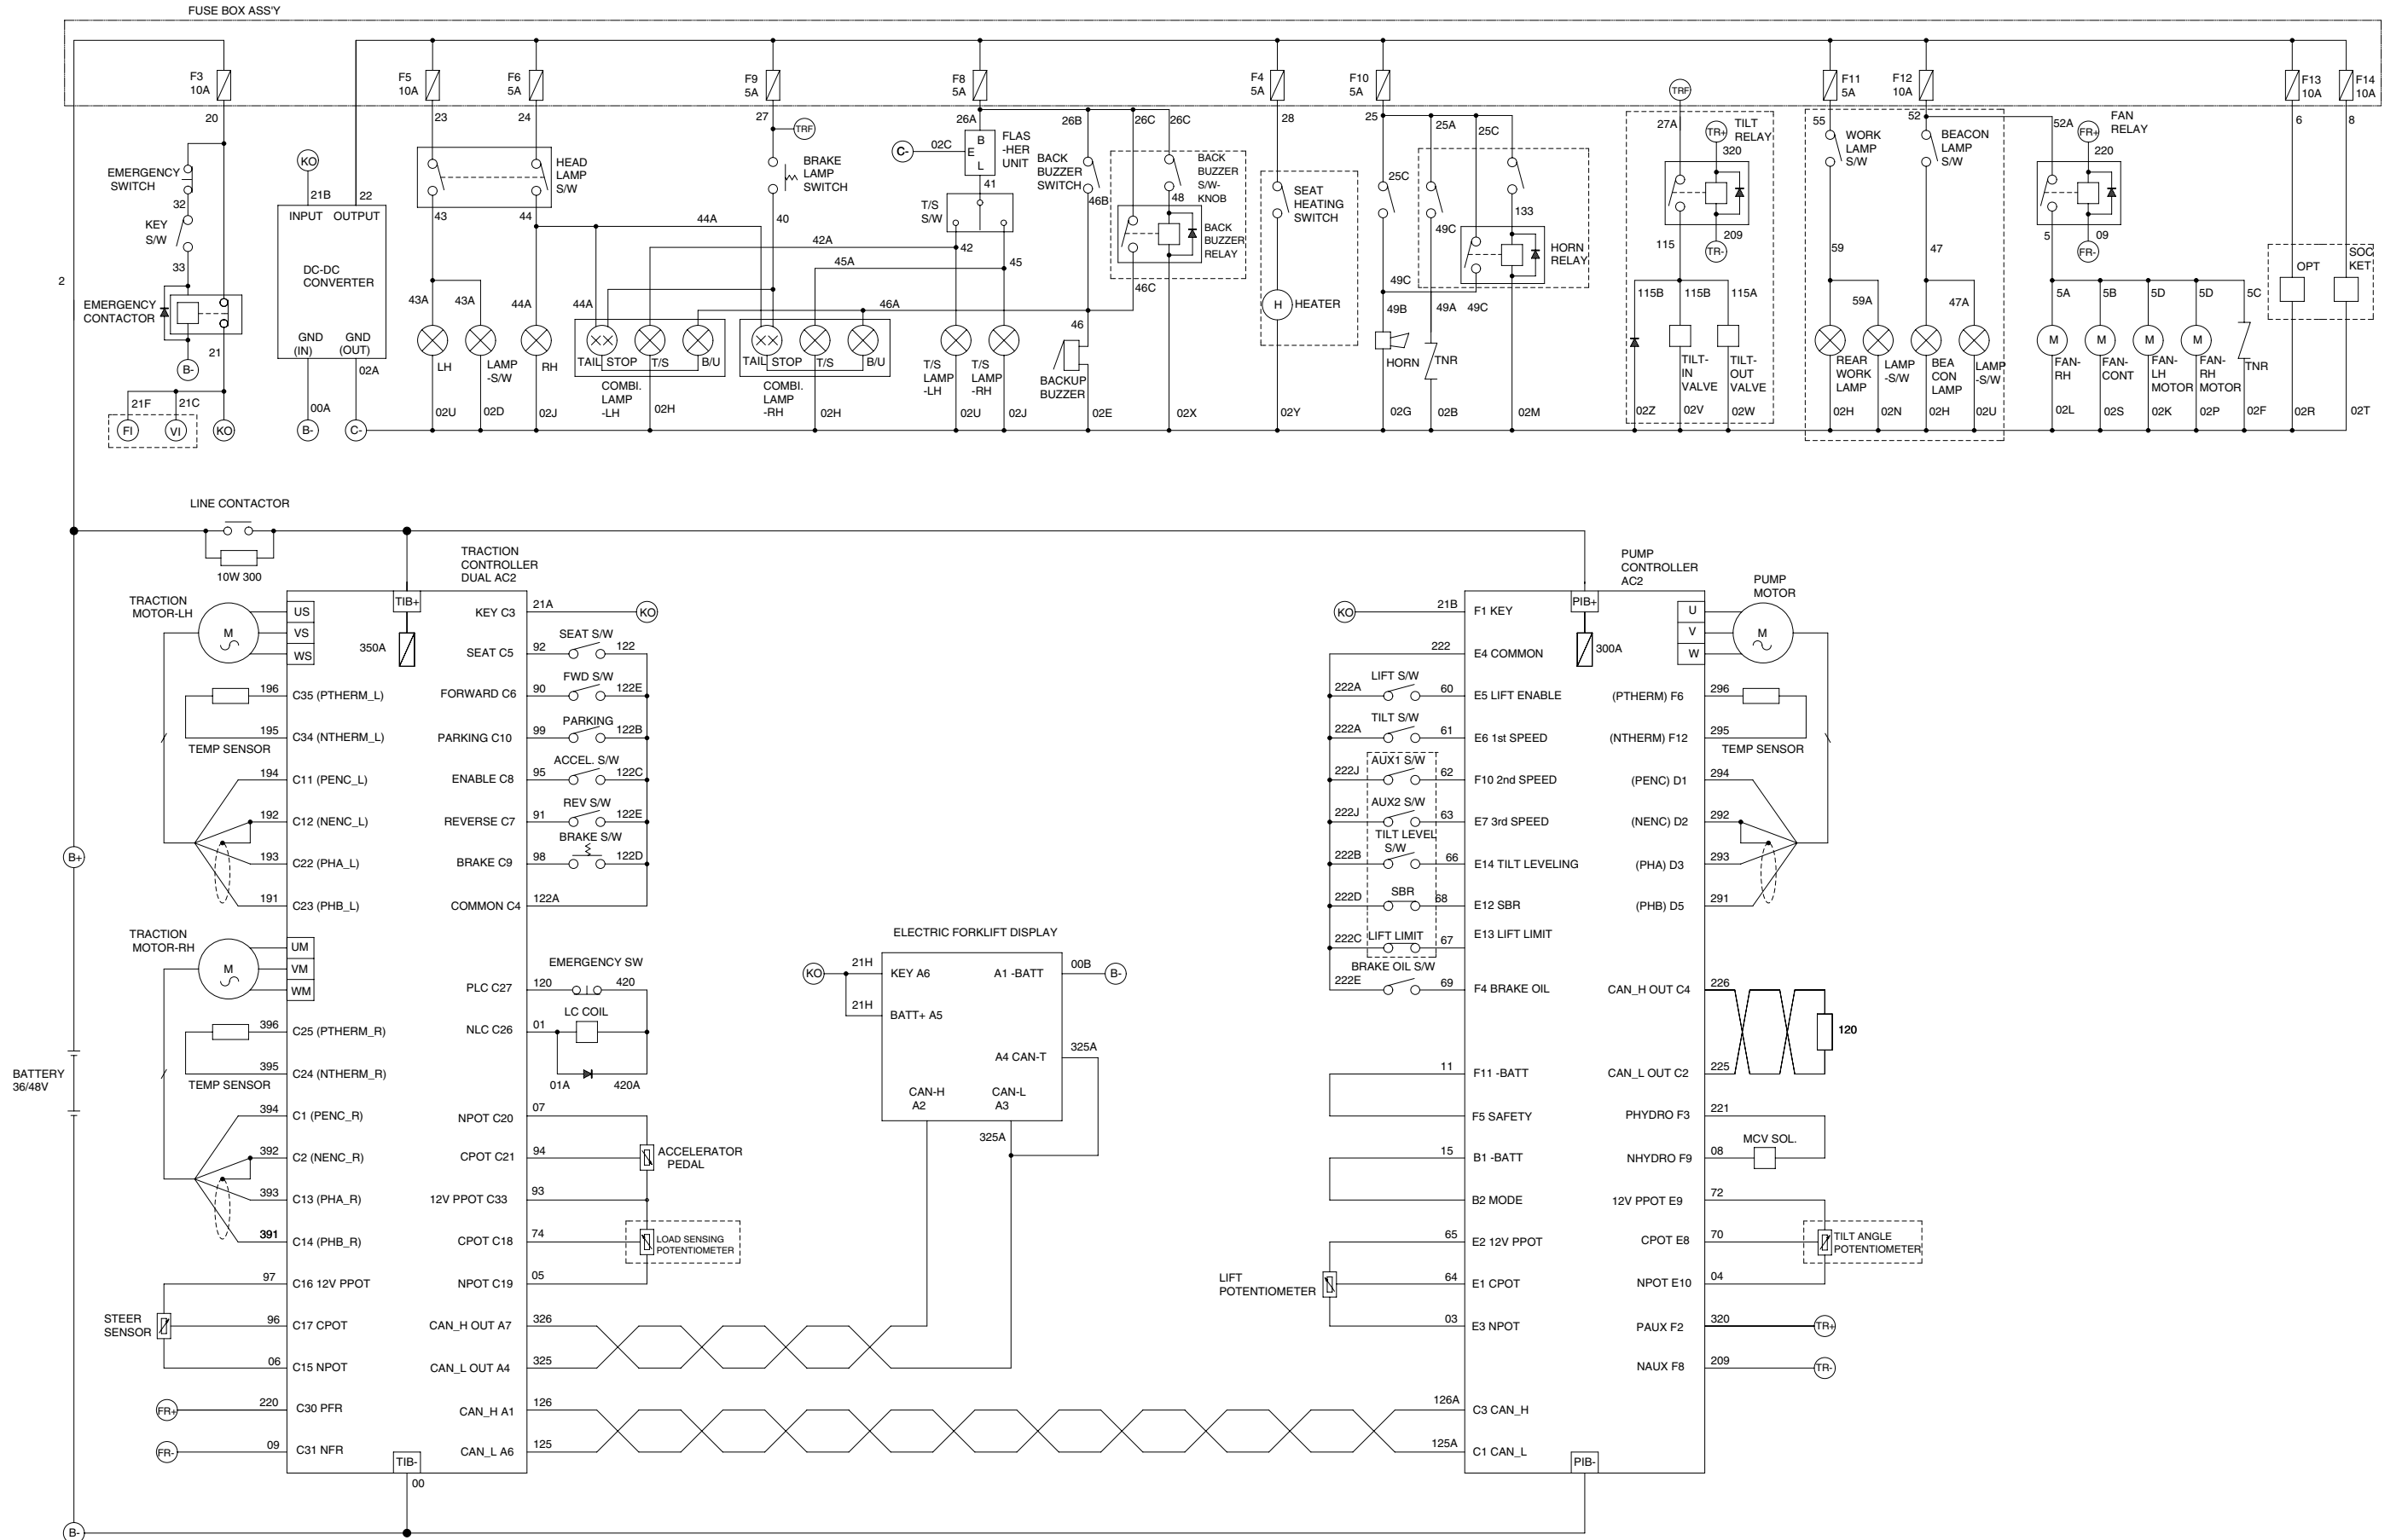 FUSE BOX ASS'Y
F3
10A
F5
10A
F6
5A
F9
5A
F8
5A
F4
5A
F10
5A
TRF
F11
5A
F12
10A
F13
10A
F14
10A
20
23
24
27
TRF
26A
26B
26C
26C
28
25
25A
25C
27A
55
52
52A
6
8
EMERGENCY
SWITCH
32
KEY
S/W
33
EMERGENCY
CONTACTOR
21
B-
21F
21C
FI
VI
KO
2
KO
21B
22
INPUT
OUTPUT
DC-DC
CONVERTER
GND
(IN)
GND
(OUT)
02A
00A
B-
C-
HEAD
LAMP
S/W
43
44
44A
43A
43A
44A
LH
LAMP
-S/W
RH
02U
02D
02J
BRAKE
LAMP
SWITCH
40
42A
45A
44A
46A
TAIL
STOP
T/S
B/U
COMBI.
LAMP
-LH
02H
TAIL
STOP
T/S
B/U
COMBI.
LAMP
-RH
02H
C-
02C
B
E
L
FLAS
-HER
UNIT
41
T/S
S/W
42
45
T/S
LAMP
-LH
T/S
LAMP
-RH
02U
02J
BACK
BUZZER
SWITCH
46B
46
BACKUP
BUZZER
02E
BACK
BUZZER
S/W-
KNOB
48
BACK
BUZZER
RELAY
46C
02X
SEAT
HEATING
SWITCH
H
HEATER
02Y
25C
49C
49C
49B
49A
49C
133
HORN
RELAY
HORN
TNR
02G
02B
02M
TILT
RELAY
TR+
320
115
209
TR-
115B
115B
115A
TILT-
IN
VALVE
TILT-
OUT
VALVE
02Z
02V
02W
WORK
LAMP
S/W
BEACON
LAMP
S/W
59
47
59A
47A
REAR
WORK
LAMP
LAMP
-S/W
BEA
CON
LAMP
LAMP
-S/W
02H
02N
02H
02U
FAN
RELAY
FR+
220
5
09
FR-
5A
5B
5D
5D
5C
M
M
M
M
FAN-
RH
FAN-
CONT
FAN-
LH
MOTOR
FAN-
RH
MOTOR
TNR
02L
02S
02K
02P
02F
OPT
SOC
KET
02R
02T
LINE CONTACTOR
10W 300
TRACTION
CONTROLLER
DUAL AC2
TRACTION
MOTOR-LH
M
US
VS
WS
TIB+
350A
196
C35 (PTHERM_L)
195
C34 (NTHERM_L)
TEMP SENSOR
194
C11 (PENC_L)
192
C12 (NENC_L)
193
C22 (PHA_L)
191
C23 (PHB_L)
TRACTION
MOTOR-RH
M
UM
VM
WM
396
C25 (PTHERM_R)
395
C24 (NTHERM_R)
TEMP SENSOR
394
C1 (PENC_R)
392
C2 (NENC_R)
393
C13 (PHA_R)
391
C14 (PHB_R)
97
C16 12V PPOT
STEER
SENSOR
96
C17 CPOT
06
C15 NPOT
FR+
220
C30 PFR
FR-
09
C31 NFR
TIB-
00
B+
BATTERY
36/48V
B-
KEY C3
21A
KO
SEAT C5
92
SEAT S/W
122
FORWARD C6
90
FWD S/W
122E
PARKING C10
99
PARKING
122B
ENABLE C8
95
ACCEL. S/W
122C
REVERSE C7
91
REV S/W
122E
BRAKE C9
98
BRAKE S/W
122D
COMMON C4
122A
EMERGENCY SW
PLC C27
120
420
LC COIL
NLC C26
01
01A
420A
NPOT C20
07
CPOT C21
94
ACCELERATOR
PEDAL
12V PPOT C33
93
CPOT C18
74
LOAD SENSING
POTENTIOMETER
NPOT C19
05
CAN_H OUT A7
326
CAN_L OUT A4
325
CAN_H A1
126
CAN_L A6
125
ELECTRIC FORKLIFT DISPLAY
KO
21H
KEY A6
A1 -BATT
00B
B-
21H
BATT+ A5
A4 CAN-T
325A
CAN-H
A2
CAN-L
A3
325A
PUMP
CONTROLLER
AC2
PUMP
MOTOR
KO
21B
F1 KEY
PIB+
300A
U
V
W
M
222
E4 COMMON
222A
LIFT S/W
60
E5 LIFT ENABLE
222A
TILT S/W
61
E6 1st SPEED
222J
AUX1 S/W
62
F10 2nd SPEED
222J
AUX2 S/W
63
E7 3rd SPEED
TILT LEVEL
S/W
222B
66
E14 TILT LEVELING
222D
SBR
68
E12 SBR
222C
LIFT LIMIT
67
E13 LIFT LIMIT
BRAKE OIL S/W
222E
69
F4 BRAKE OIL
11
F11 -BATT
F5 SAFETY
15
B1 -BATT
B2 MODE
65
E2 12V PPOT
LIFT
POTENTIOMETER
64
E1 CPOT
03
E3 NPOT
126A
C3 CAN_H
125A
C1 CAN_L
PIB-
(PTHERM) F6
296
(NTHERM) F12
295
TEMP SENSOR
(PENC) D1
294
(NENC) D2
292
(PHA) D3
293
(PHB) D5
291
CAN_H OUT C4
226
120
CAN_L OUT C2
225
PHYDRO F3
221
MCV SOL.
NHYDRO F9
08
12V PPOT E9
72
CPOT E8
70
TILT ANGLE
POTENTIOMETER
NPOT E10
04
PAUX F2
320
TR+
NAUX F8
209
TR-